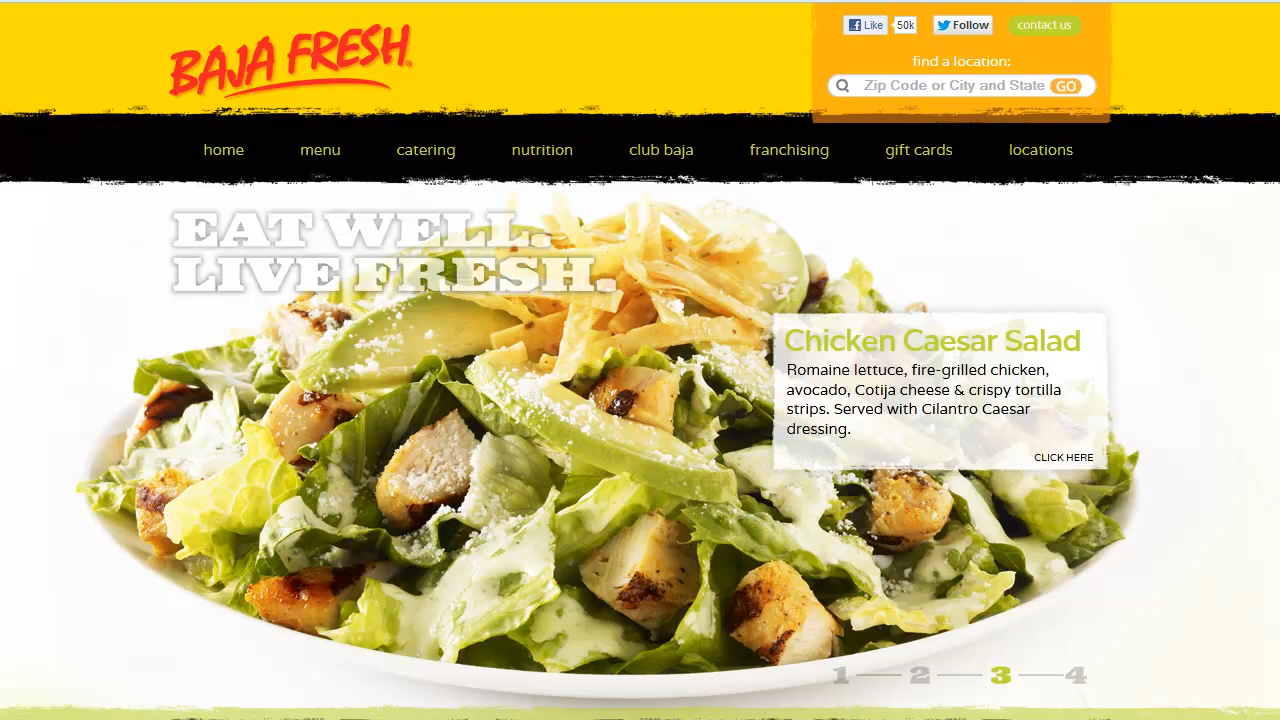 BAJA FRESH
Like 50k Follow contact us
find a location:
Zip Code or City and State GO
home menu catering nutrition club baja franchising gift cards locations
EAT WELL.
LIVE FRESH.
Chicken Caesar Salad
Romaine lettuce, fire-grilled chicken,
avocado, Cotija cheese & crispy tortilla
strips. Served with Cilantro Caesar
dressing.
CLICK HERE
1 2 3 4